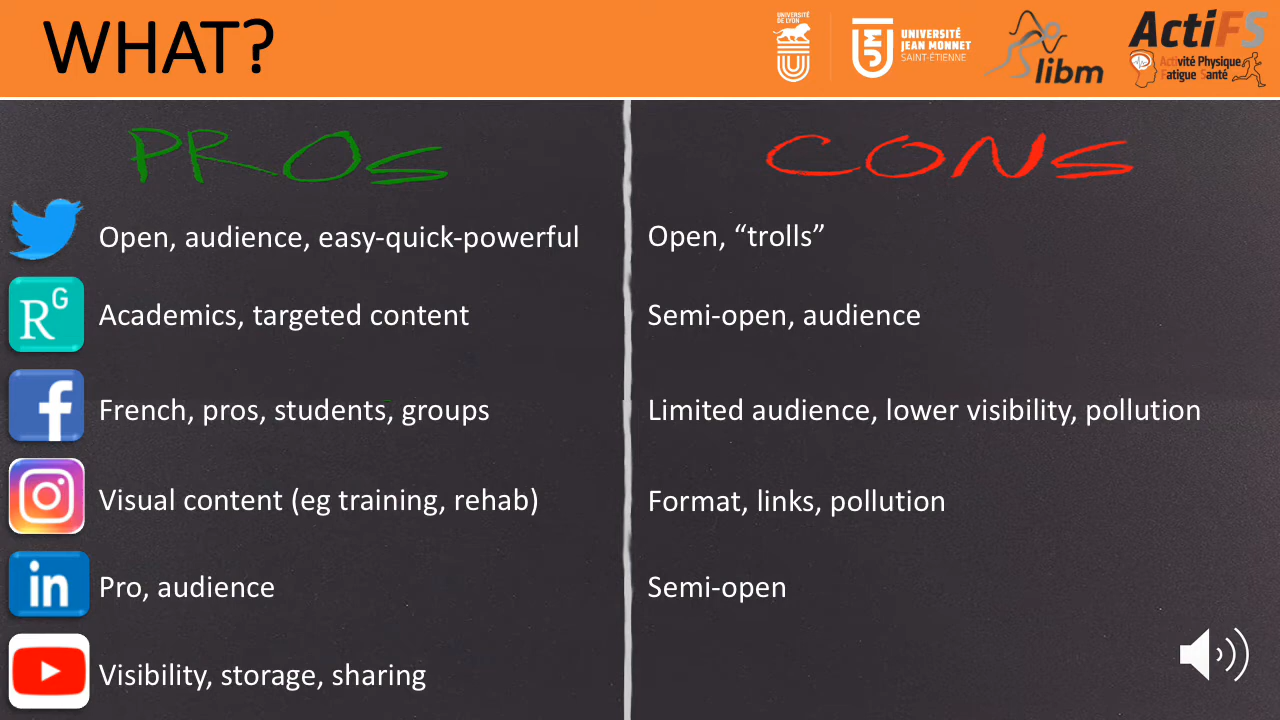 WHAT?
UNIVERSITÉ
DE LYON
UNIVERSITÉ
JEAN MONNET
SAINT-ÉTIENNE
libm
ActiFS
Activité Physique
Fatigue Santé
PROS
CONS
Open, audience, easy-quick-powerful
Open, “trolls”
RG
Academics, targeted content
Semi-open, audience
f
French, pros, students, groups
Limited audience, lower visibility, pollution
Visual content (eg training, rehab)
Format, links, pollution
in
Pro, audience
Semi-open
Visibility, storage, sharing